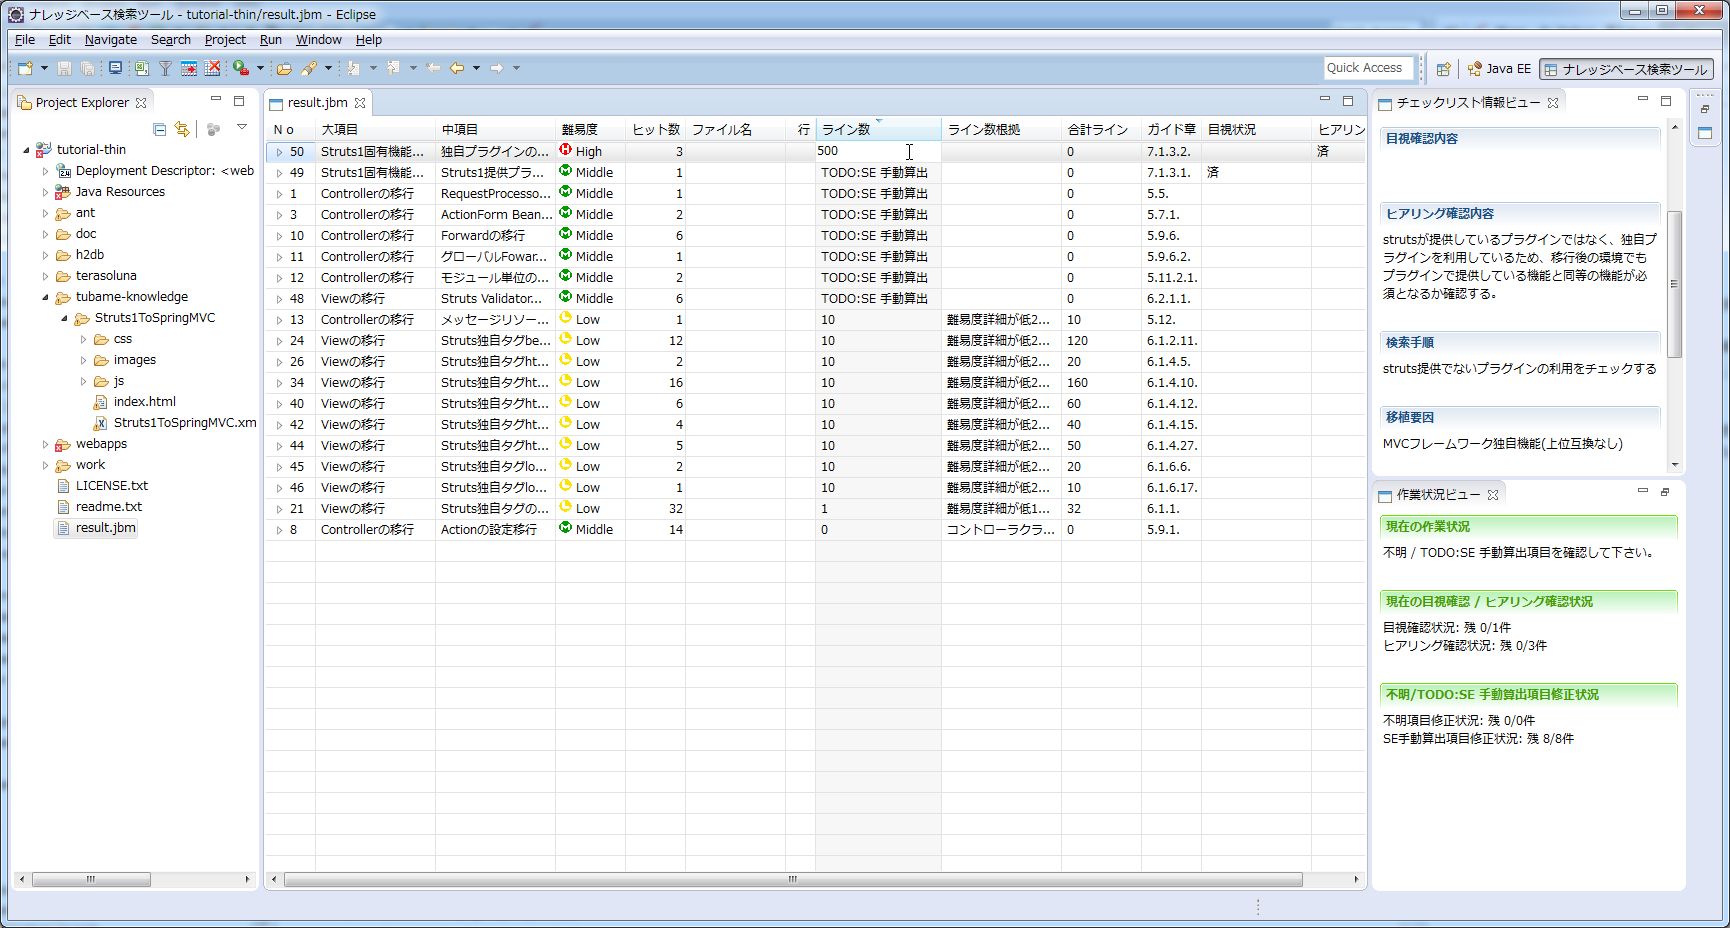 ナレッジベース検索ツール - tutorial-thin/result.jbm - Eclipse
File Edit Navigate Search Project Run Window Help
Quick Access
Java EE
ナレッジベース検索ツール
Project Explorer
tutorial-thin
Deployment Descriptor: <web
Java Resources
ant
doc
h2db
terasoluna
tubame-knowledge
Struts1ToSpringMVC
css
images
js
index.html
Struts1ToSpringMVC.xm
webapps
work
LICENSE.txt
readme.txt
result.jbm
result.jbm
No 大項目 中項目 難易度 ヒット数 ファイル名 行 ライン数 ライン数根拠 合計ライン ガイド章 目視状況 ヒアリン
50 Struts1固有機能... 独自プラグインの... High 3 500 0 7.1.3.2. 済
49 Struts1固有機能... Struts1提供プラ... Middle 1 TODO:SE 手動算出 0 7.1.3.1. 済
1 Controllerの移行 RequestProcesso... Middle 1 TODO:SE 手動算出 0 5.5.
3 Controllerの移行 ActionForm Bean... Middle 2 TODO:SE 手動算出 0 5.7.1.
10 Controllerの移行 Forwardの移行 Middle 6 TODO:SE 手動算出 0 5.9.6.
11 Controllerの移行 グローバルFowar... Middle 1 TODO:SE 手動算出 0 5.9.6.2.
12 Controllerの移行 モジュール単位の... Middle 2 TODO:SE 手動算出 0 5.11.2.1.
48 Viewの移行 Struts Validator... Middle 6 TODO:SE 手動算出 0 6.2.1.1.
13 Controllerの移行 メッセージリソー... Low 1 10 難易度詳細が低2... 10 5.12.
24 Viewの移行 Struts独自タグbe... Low 12 10 難易度詳細が低2... 120 6.1.2.11.
26 Viewの移行 Struts独自タグht... Low 2 10 難易度詳細が低2... 20 6.1.4.5.
34 Viewの移行 Struts独自タグht... Low 16 10 難易度詳細が低2... 160 6.1.4.10.
40 Viewの移行 Struts独自タグht... Low 6 10 難易度詳細が低2... 60 6.1.4.12.
42 Viewの移行 Struts独自タグht... Low 4 10 難易度詳細が低2... 40 6.1.4.15.
44 Viewの移行 Struts独自タグht... Low 5 10 難易度詳細が低2... 50 6.1.4.27.
45 Viewの移行 Struts独自タグlo... Low 2 10 難易度詳細が低2... 20 6.1.6.6.
46 Viewの移行 Struts独自タグlo... Low 1 10 難易度詳細が低2... 10 6.1.6.17.
21 Viewの移行 Struts独自タグの... Low 32 1 難易度詳細が低1... 32 6.1.1.
8 Controllerの移行 Actionの設定移行 Middle 14 0 コントローラクラ... 0 5.9.1.
チェックリスト情報ビュー
目視確認内容
ヒアリング確認内容
strutsが提供しているプラグインではなく、独自プ
ラグインを利用しているため、移行後の環境でも
プラグインで提供している機能と同等の機能が必
須となるか確認する。
検索手順
struts提供でないプラグインの利用をチェックする
移植要因
MVCフレームワーク独自機能(上位互換なし)
作業状況ビュー
現在の作業状況
不明 / TODO:SE 手動算出項目を確認して下さい。
現在の目視確認 / ヒアリング確認状況
目視確認状況: 残 0/1件
ヒアリング確認状況: 残 0/3件
不明/TODO:SE 手動算出項目修正状況
不明項目修正状況: 残 0/0件
SE手動算出項目修正状況: 残 8/8件